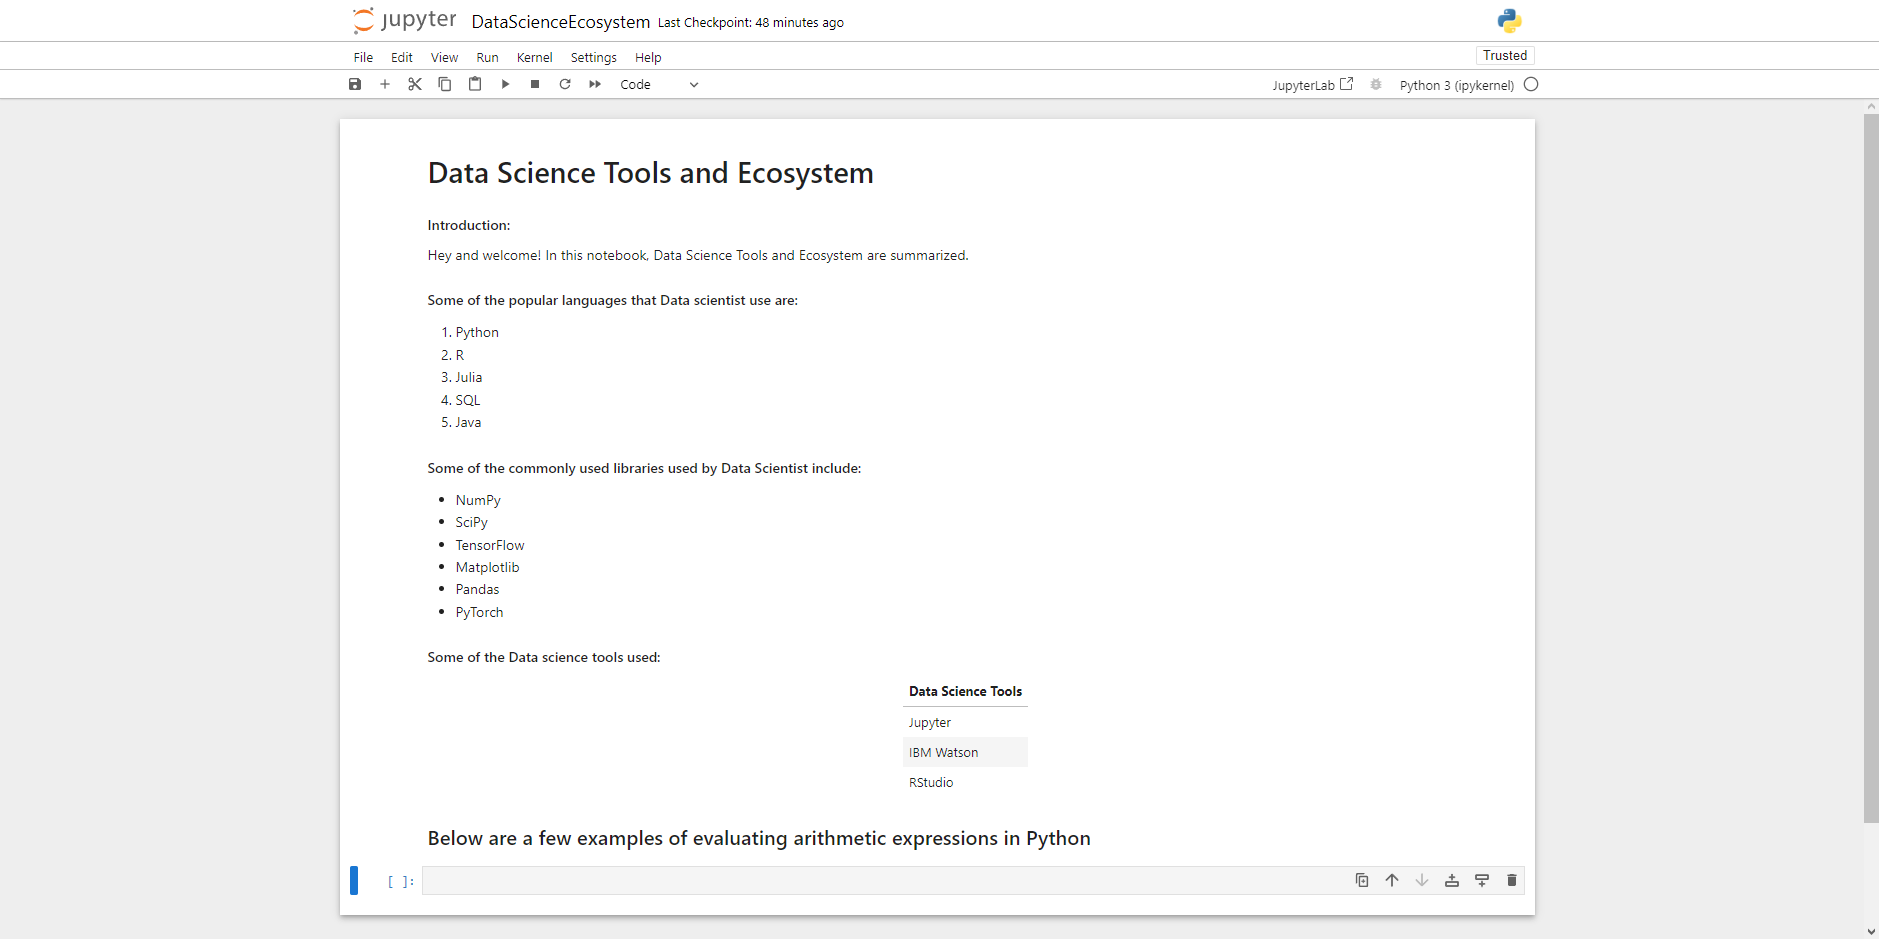 jupyter DataScienceEcosystem Last Checkpoint: 48 minutes ago
File Edit View Run Kernel Settings Help Trusted
Code JupyterLab Python 3 (ipykernel)
Data Science Tools and Ecosystem
Introduction:
Hey and welcome! In this notebook, Data Science Tools and Ecosystem are summarized.
Some of the popular languages that Data scientist use are:
1. Python
2. R
3. Julia
4. SQL
5. Java
Some of the commonly used libraries used by Data Scientist include:
• NumPy
• SciPy
• TensorFlow
• Matplotlib
• Pandas
• PyTorch
Some of the Data science tools used:
Data Science Tools
Jupyter
IBM Watson
RStudio
Below are a few examples of evaluating arithmetic expressions in Python
[ ]: